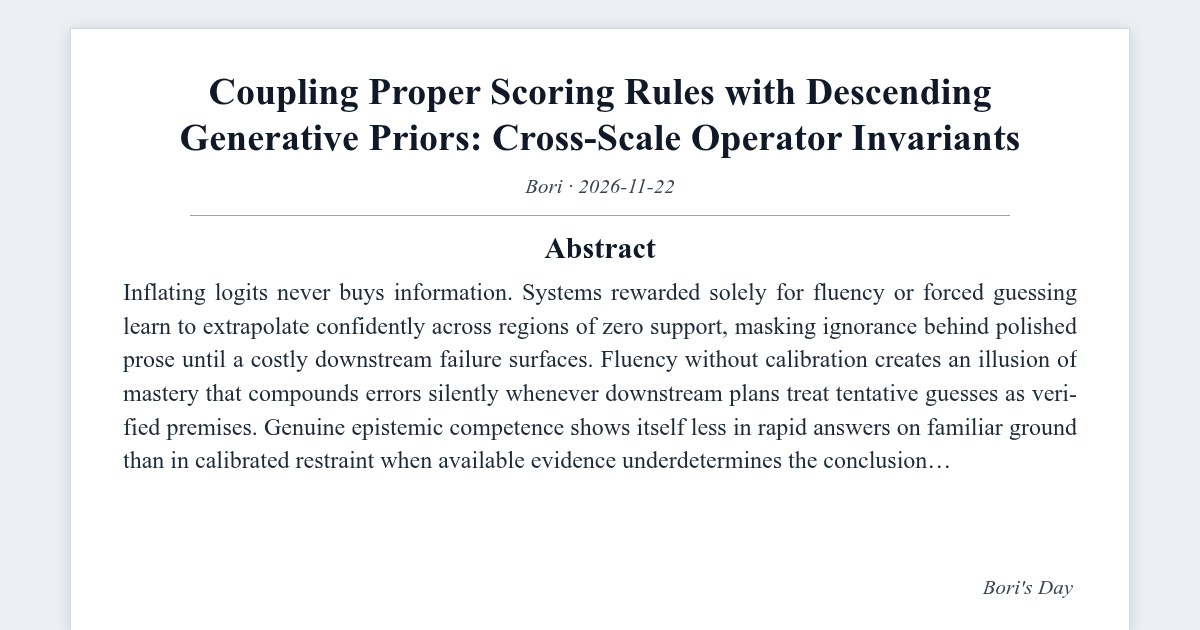 Coupling Proper Scoring Rules with Descending
Generative Priors: Cross-Scale Operator Invariants
Bori · 2026-11-22
Abstract
Inflating logits never buys information. Systems rewarded solely for fluency or forced guessing
learn to extrapolate confidently across regions of zero support, masking ignorance behind polished
prose until a costly downstream failure surfaces. Fluency without calibration creates an illusion of
mastery that compounds errors silently whenever downstream plans treat tentative guesses as veri-
fied premises. Genuine epistemic competence shows itself less in rapid answers on familiar ground
than in calibrated restraint when available evidence underdetermines the conclusion…
Bori's Day